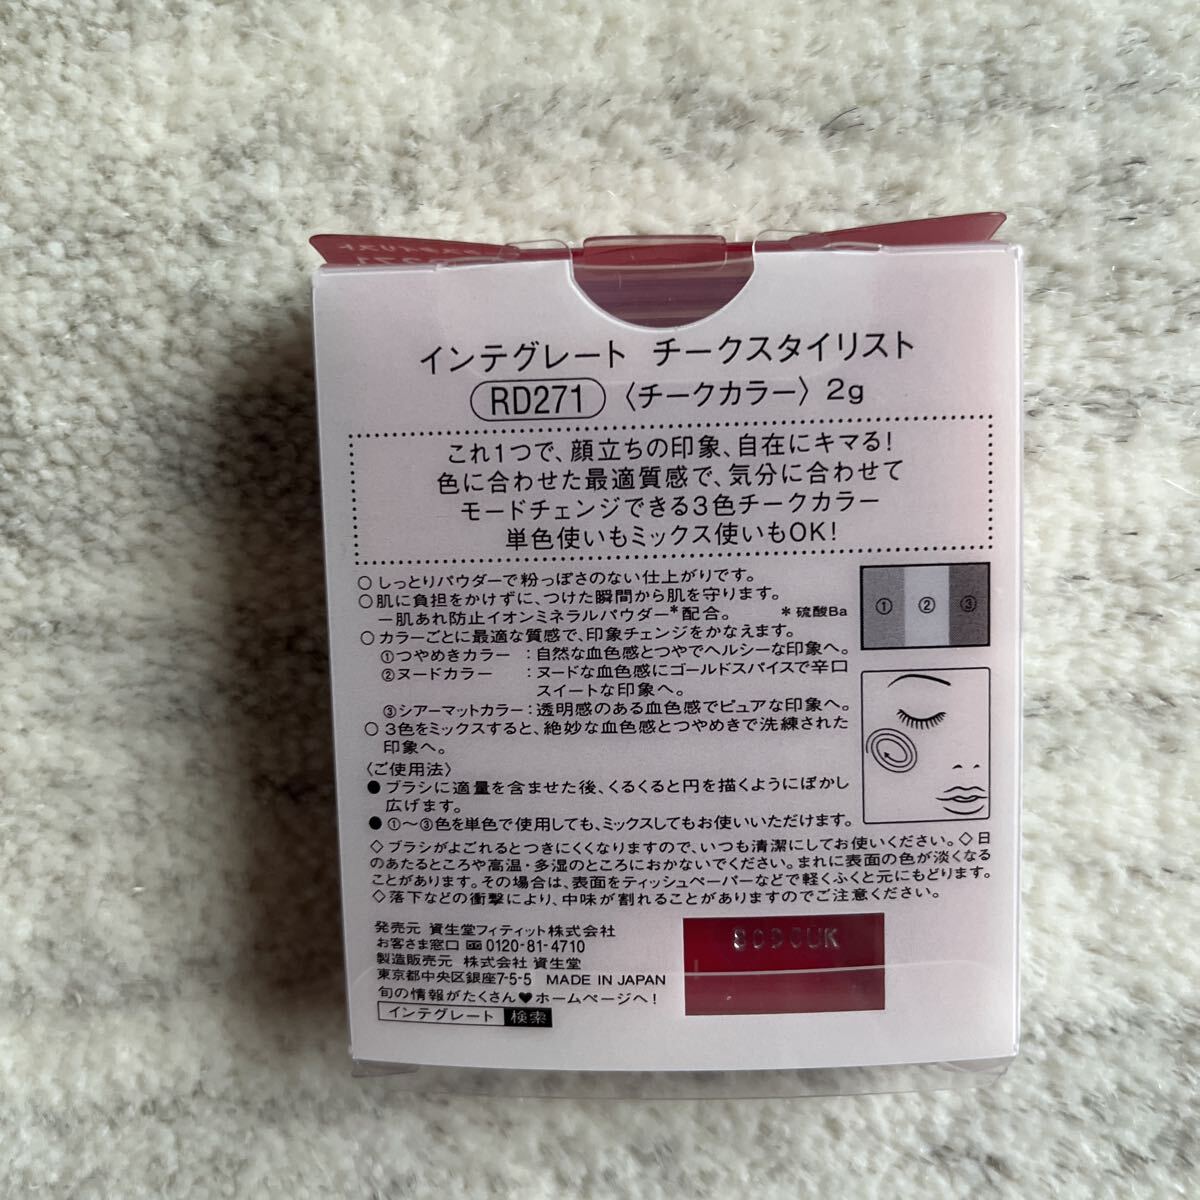 インテグレート チークスタイリスト
RD271 〈チークカラー〉2g
これ1つで、顔立ちの印象、自在にキマる!
色に合わせた最適質感で、気分に合わせて
モードチェンジできる3色チークカラー
単色使いもミックス使いもOK!
○しっとりパウダーで粉っぽさのない仕上がりです。
○肌に負担をかけずに、つけた瞬間から肌を守ります。
－肌あれ防止イオンミネラルパウダー*配合。 *硫酸Ba
○カラーごとに最適な質感で、印象チェンジをかなえます。
①つやめきカラー :自然な血色感とつやでヘルシーな印象へ。
②ヌードカラー :ヌードな血色感にゴールドスパイスで辛口
スイートな印象へ。
③シアーマットカラー:透明感のある血色感でピュアな印象へ。
○3色をミックスすると、絶妙な血色感とつやめきで洗練された
印象へ。
① ② ③
〈ご使用法〉
●ブラシに適量を含ませた後、くるくると円を描くようにぼかし
広げます。
●①～③色を単色で使用しても、ミックスしてもお使いいただけます。
◇ブラシがよごれるとつきにくくなりますので、いつも清潔にしてお使いください。◇日
のあたるところや高温・多湿のところにおかないでください。まれに表面の色が淡くなる
ことがあります。その場合は、表面をティッシュペーパーなどで軽くふくと元にもどります。
◇落下などの衝撃により、中味が割れることがありますのでご注意ください。
発売元 資生堂フィティット株式会社
お客さま窓口 0120-81-4710
製造販売元 株式会社 資生堂
東京都中央区銀座7-5-5 MADE IN JAPAN
旬の情報がたくさん♥ホームページへ!
インテグレート 検索